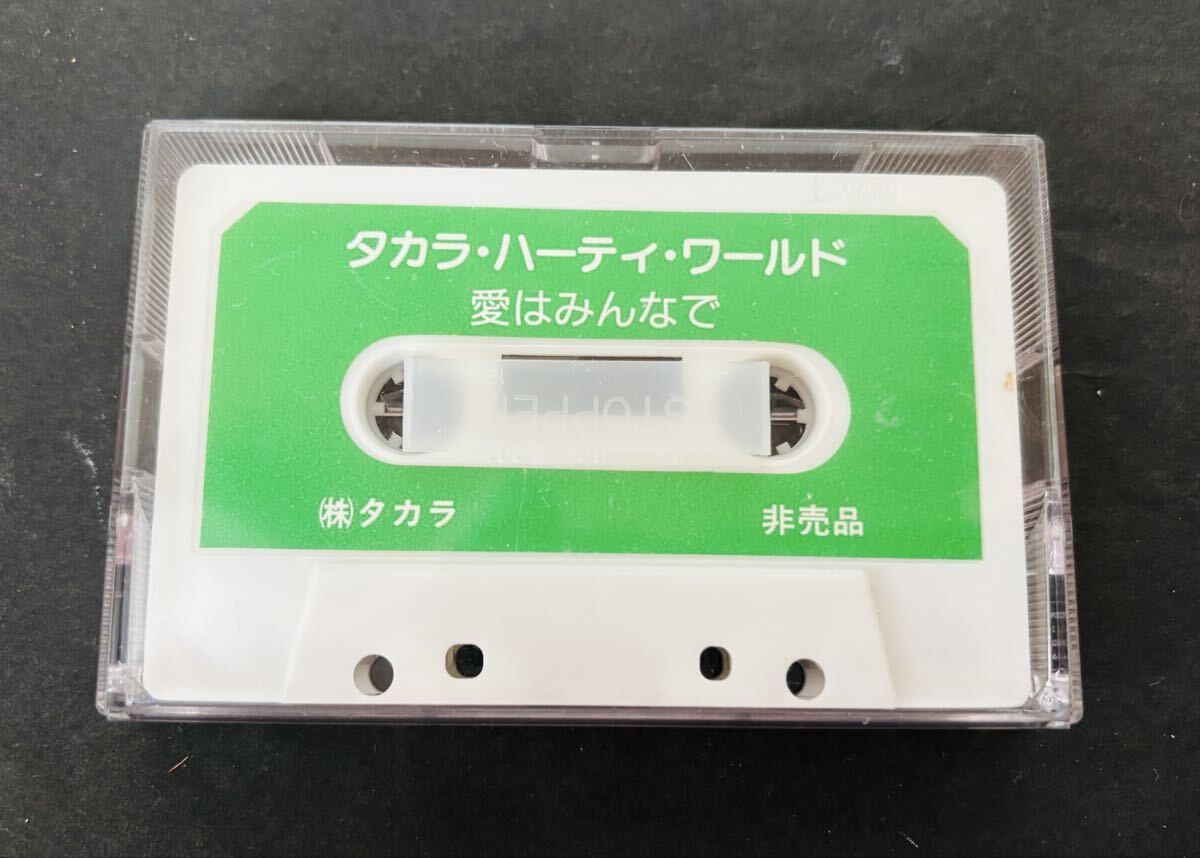 タカラ・ハーティ・ワールド
愛はみんなで
STOPPE
㈱タカラ
非売品